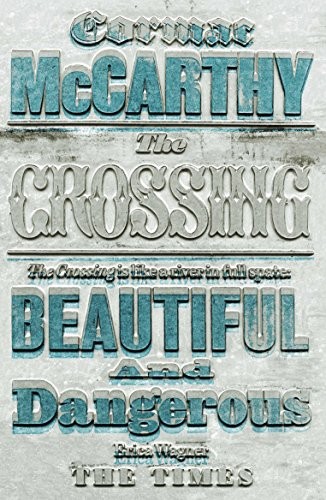 Cormac
McCARTHY
The
CROSSING
The Crossing is like a river in full spate:
BEAUTIFUL
And
Dangerous
Erica Wagner
THE TIMES